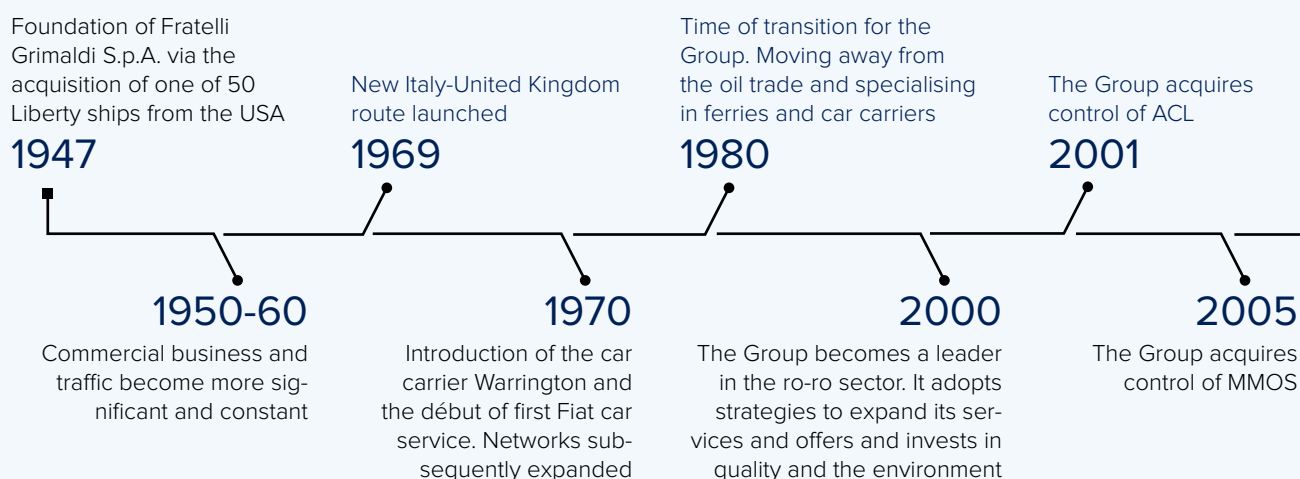 Foundation of Fratelli
Grimaldi S.p.A. via the
acquisition of one of 50
Liberty ships from the USA
1947
1950-60
Commercial business and
traffic become more sig-
nificant and constant
New Italy-United Kingdom
route launched
1969
1970
Introduction of the car
carrier Warrington and
the début of first Fiat car
service. Networks sub-
sequently expanded
Time of transition for the
Group. Moving away from
the oil trade and specialising
in ferries and car carriers
1980
2000
The Group becomes a leader
in the ro-ro sector. It adopts
strategies to expand its ser-
vices and offers and invests in
quality and the environment
The Group acquires
control of ACL
2001
2005
The Group acquires
control of MMOS